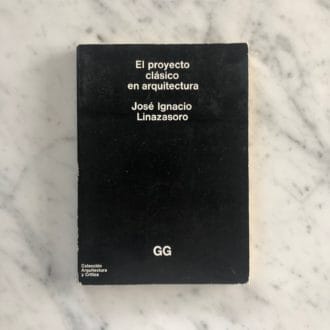 El proyecto
clásico
en arquitectura
José Ignacio
Linazasoro
GG
Colección
Arquitectura
y Crítica